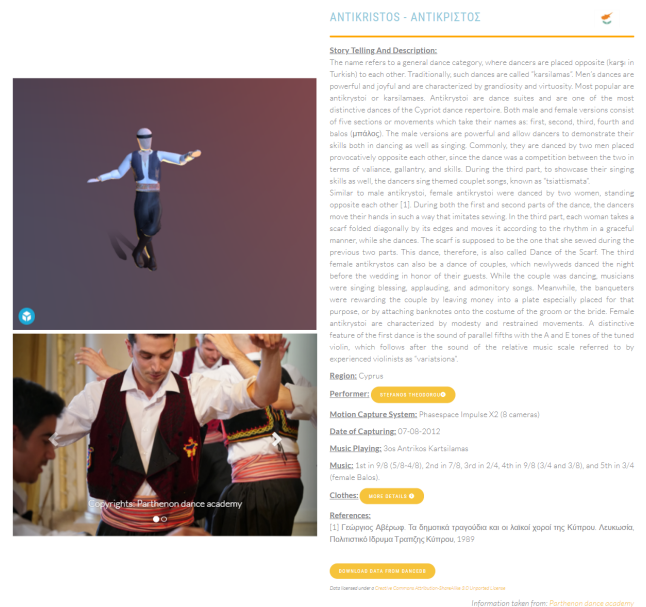 ANTIKRISTOS - ΑΝΤΙΚΡΙΣΤΟΣ
Story Telling And Description:
The name refers to a general dance category, where dancers are placed opposite (karşı in
Turkish) to each other. Traditionally, such dances are called "karsilamas". Men's dances are
powerful and joyful and are characterized by grandiosity and virtuosity. Most popular are
antikrystoi or karsilamaes. Antikrystoi are dance suites and are one of the most
distinctive dances of the Cypriot dance repertoire. Both male and female versions consist
of five sections or movements which take their names as: first, second, third, fourth and
balos (μπάλος). The male versions are powerful and allow dancers to demonstrate their
skills both in dancing as well as singing. Commonly, they are danced by two men placed
provocatively opposite each other, since the dance was a competition between the two in
terms of valiance, gallantry, and skills. During the third part, to showcase their singing
skills as well, the dancers sing themed couplet songs, known as "tsiattismata".
Similar to male antikrystoi, female antikrystoi were danced by two women, standing
opposite each other [1]. During both the first and second parts of the dance, the dancers
move their hands in such a way that imitates sewing. In the third part, each woman takes a
scarf folded diagonally by its edges and moves it according to the rhythm in a graceful
manner, while she dances. The scarf is supposed to be the one that she sewed during the
previous two parts. This dance, therefore, is also called Dance of the Scarf. The third
female antikrystos can also be a dance of couples, which newlyweds danced the night
before the wedding in honor of their guests. While the couple was dancing, musicians
were singing blessing, applauding, and admonitory songs. Meanwhile, the banqueters
were rewarding the couple by leaving money into a plate especially placed for that
purpose, or by attaching banknotes onto the costume of the groom or the bride. Female
antikrystoi are characterized by modesty and restrained movements. A distinctive
feature of the first dance is the sound of parallel fifths with the A and E tones of the tuned
violin, which follows after the sound of the relative music scale referred to by
experienced violinists as "variatsiona".
Region: Cyprus
Performer: STEFANOS THEODOROU
Motion Capture System: Phasespace Impulse X2 (8 cameras)
Date of Capturing: 07-08-2012
Music Playing: 3os Antrikos Kartsilamas
Music: 1st in 9/8 (5/8-4/8), 2nd in 7/8, 3rd in 2/4, 4th in 9/8 (3/4 and 3/8), and 5th in 3/4
(female Balos).
Clothes: MORE DETAILS
References:
[1] Γεώργιος Αβέρωφ. Τα δημοτικά τραγούδια και οι λαϊκοί χοροί της Κύπρου. Λευκωσία,
Πολιτιστικό Ίδρυμα Τραπζης Κύπρου, 1989
DOWNLOAD DATA FROM DANCEDB
Data licensed under a Creative Commons Attribution-ShareAlike 3.0 Unported License.
Information taken from: Parthenon dance academy
Copyrights: Parthenon dance academy